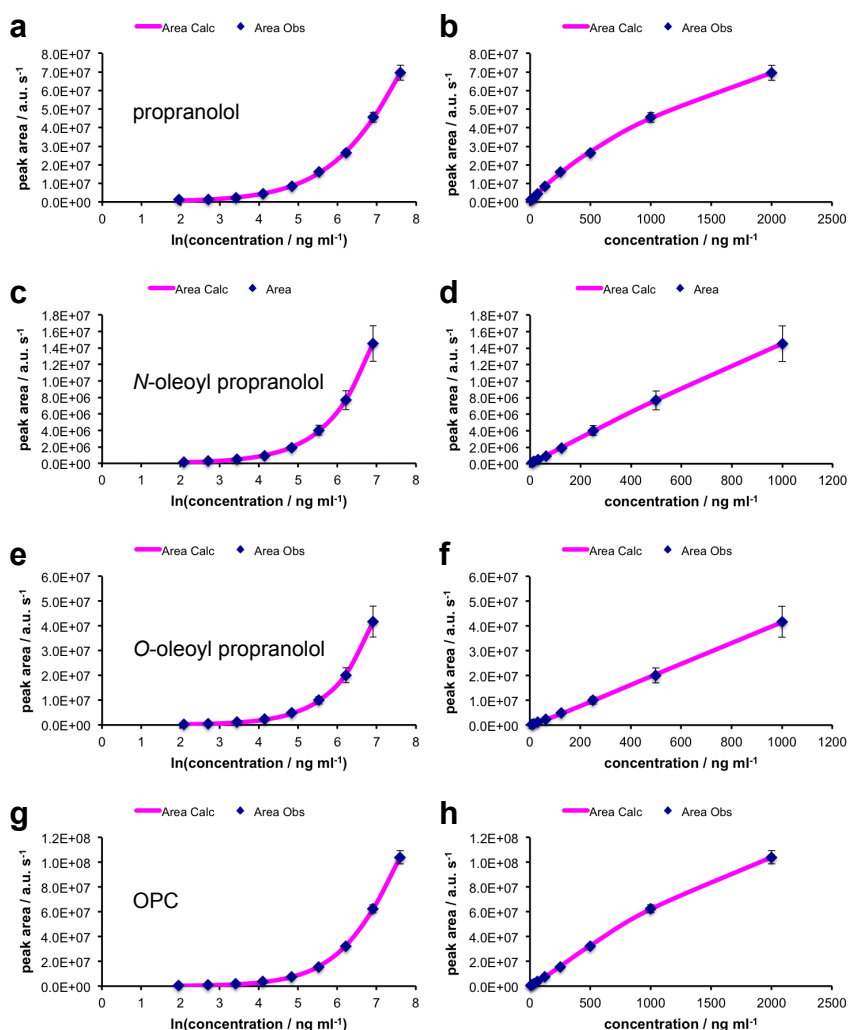 a
Area Calc Area Obs
8.0E+07
7.0E+07
6.0E+07
5.0E+07
4.0E+07
3.0E+07
2.0E+07
1.0E+07
0.0E+00
peak area / a.u. s⁻¹
propranolol
0 1 2 3 4 5 6 7 8
ln(concentration / ng ml⁻¹)
b
Area Calc Area Obs
8.0E+07
7.0E+07
6.0E+07
5.0E+07
4.0E+07
3.0E+07
2.0E+07
1.0E+07
0.0E+00
peak area / a.u. s⁻¹
0 500 1000 1500 2000 2500
concentration / ng ml⁻¹
c
Area Calc Area
1.8E+07
1.6E+07
1.4E+07
1.2E+07
1.0E+07
8.0E+06
6.0E+06
4.0E+06
2.0E+06
0.0E+00
peak area / a.u. s⁻¹
N-oleoyl propranolol
0 1 2 3 4 5 6 7 8
ln(concentration / ng ml⁻¹)
d
Area Calc Area
1.8E+07
1.6E+07
1.4E+07
1.2E+07
1.0E+07
8.0E+06
6.0E+06
4.0E+06
2.0E+06
0.0E+00
peak area / a.u. s⁻¹
0 200 400 600 800 1000 1200
concentration / ng ml⁻¹
e
Area Calc Area Obs
6.0E+07
5.0E+07
4.0E+07
3.0E+07
2.0E+07
1.0E+07
0.0E+00
peak area / a.u. s⁻¹
O-oleoyl propranolol
0 1 2 3 4 5 6 7 8
ln(concentration / ng ml⁻¹)
f
Area Calc Area Obs
6.0E+07
5.0E+07
4.0E+07
3.0E+07
2.0E+07
1.0E+07
0.0E+00
peak area / a.u. s⁻¹
0 200 400 600 800 1000 1200
concentration / ng ml⁻¹
g
Area Calc Area Obs
1.2E+08
1.0E+08
8.0E+07
6.0E+07
4.0E+07
2.0E+07
0.0E+00
peak area / a.u. s⁻¹
OPC
0 1 2 3 4 5 6 7 8
ln(concentration / ng ml⁻¹)
h
Area Calc Area Obs
1.2E+08
1.0E+08
8.0E+07
6.0E+07
4.0E+07
2.0E+07
0.0E+00
peak area / a.u. s⁻¹
0 500 1000 1500 2000 2500
concentration / ng ml⁻¹